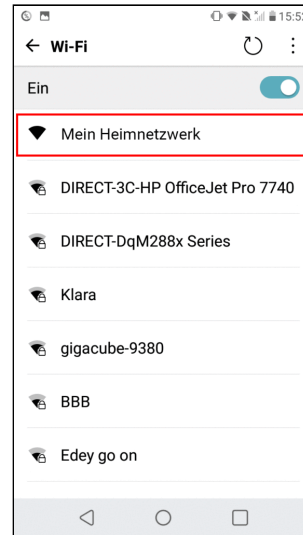 15:52
Wi-Fi
Ein
Mein Heimnetzwerk
DIRECT-3C-HP OfficeJet Pro 7740
DIRECT-DqM288x Series
Klara
gigacube-9380
BBB
Edey go on